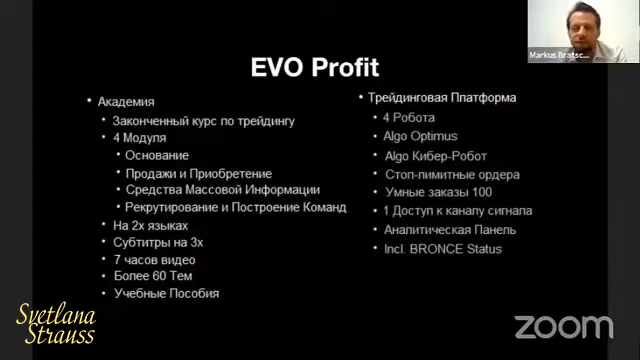 Markus Bratsc...
EVO Profit
• Академия
• Законченный курс по трейдингу
• 4 Модуля
• Основание
• Продажи и Приобретение
• Средства Массовой Информации
• Рекрутирование и Построение Команд
• На 2х языках
• Субтитры на 3х
• 7 часов видео
• Более 60 Тем
• Учебные Пособия
• Трейдинговая Платформа
• 4 Робота
• Algo Optimus
• Algo Кибер-Робот
• Стоп-лимитные ордера
• Умные заказы 100
• 1 Доступ к каналу сигнала
• Аналитическая Панель
• Incl. BRONCE Status
Svetlana
Strauss
zoom